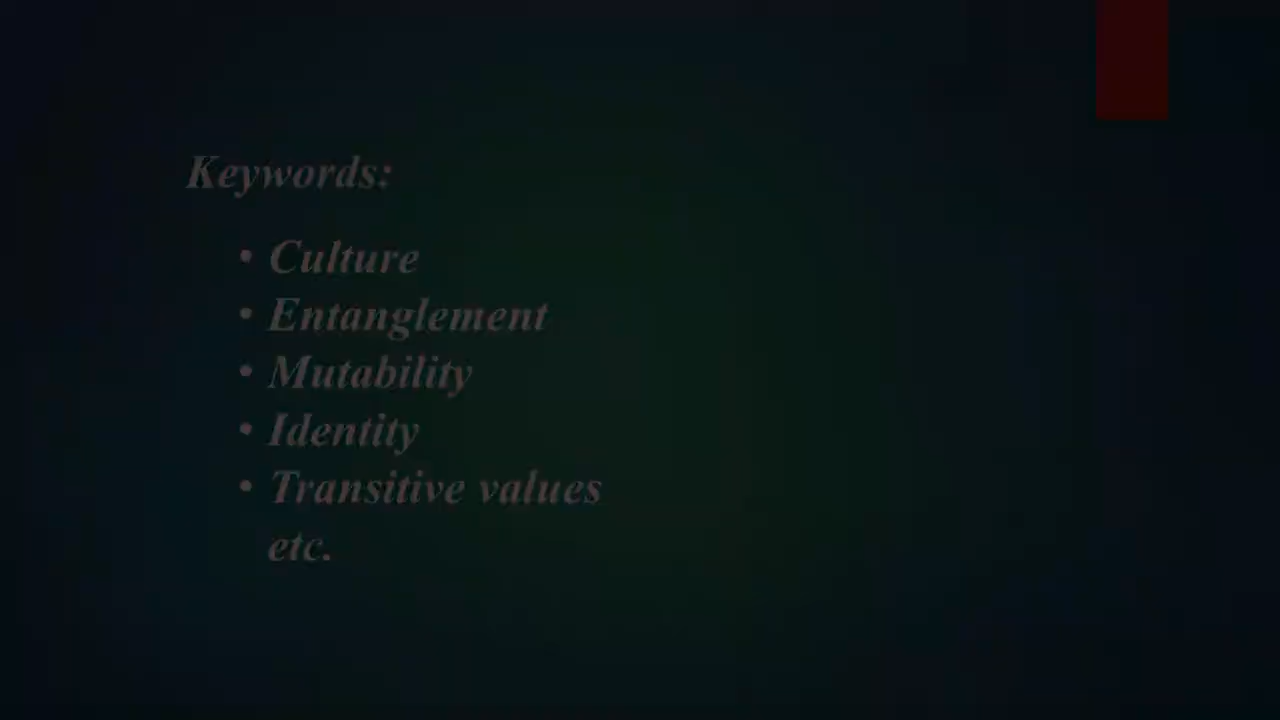 Keywords:
• Culture
• Entanglement
• Mutability
• Identity
• Transitive values
etc.